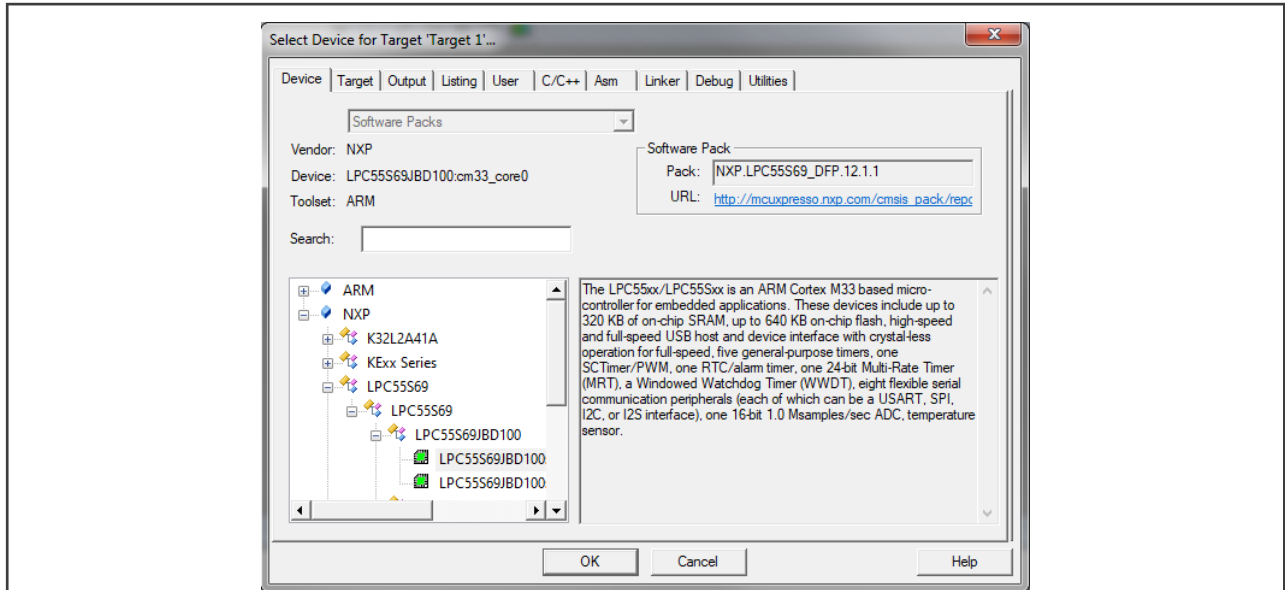 Select Device for Target 'Target 1'...
Device Target Output Listing User C/C++ Asm Linker Debug Utilities
Software Packs
Vendor: NXP
Device: LPC55S69JBD100:cm33_core0
Toolset: ARM
Search:
Software Pack
Pack: NXP.LPC55S69_DFP.12.1.1
URL: http://mcuxpresso.nxp.com/cmsis_pack/repo
ARM
NXP
K32L2A41A
KExx Series
LPC55S69
LPC55S69
LPC55S69JBD100
LPC55S69JBD100:
LPC55S69JBD100:
The LPC55xx/LPC55Sxx is an ARM Cortex M33 based micro-
controller for embedded applications. These devices include up to
320 KB of on-chip SRAM, up to 640 KB on-chip flash, high-speed
and full-speed USB host and device interface with crystal-less
operation for full-speed, five general-purpose timers, one
SCTimer/PWM, one RTC/alarm timer, one 24-bit Multi-Rate Timer
(MRT), a Windowed Watchdog Timer (WWDT), eight flexible serial
communication peripherals (each of which can be a USART, SPI,
I2C, or I2S interface), one 16-bit 1.0 Msamples/sec ADC, temperature
sensor.
OK Cancel Help